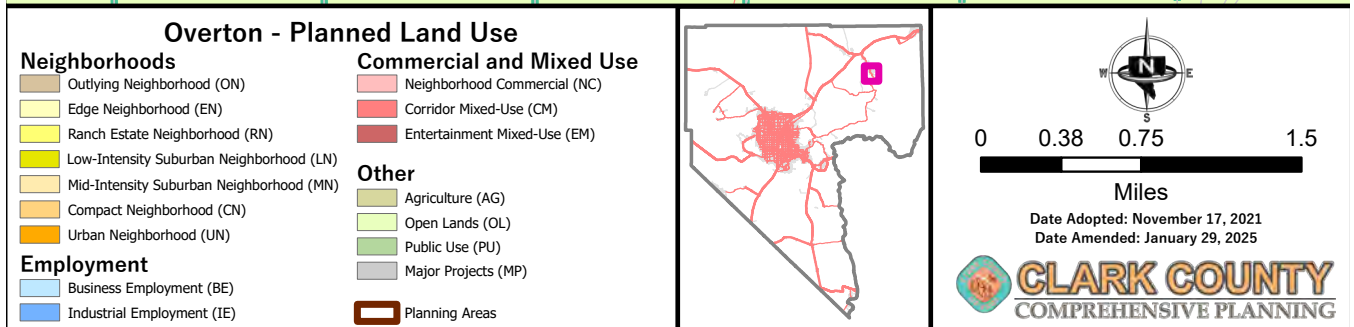 Overton - Planned Land Use
Neighborhoods
Outlying Neighborhood (ON)
Edge Neighborhood (EN)
Ranch Estate Neighborhood (RN)
Low-Intensity Suburban Neighborhood (LN)
Mid-Intensity Suburban Neighborhood (MN)
Compact Neighborhood (CN)
Urban Neighborhood (UN)
Employment
Business Employment (BE)
Industrial Employment (IE)
Commercial and Mixed Use
Neighborhood Commercial (NC)
Corridor Mixed-Use (CM)
Entertainment Mixed-Use (EM)
Other
Agriculture (AG)
Open Lands (OL)
Public Use (PU)
Major Projects (MP)
Planning Areas
N
W E
S
0 0.38 0.75 1.5
Miles
Date Adopted: November 17, 2021
Date Amended: January 29, 2025
CLARK COUNTY
COMPREHENSIVE PLANNING